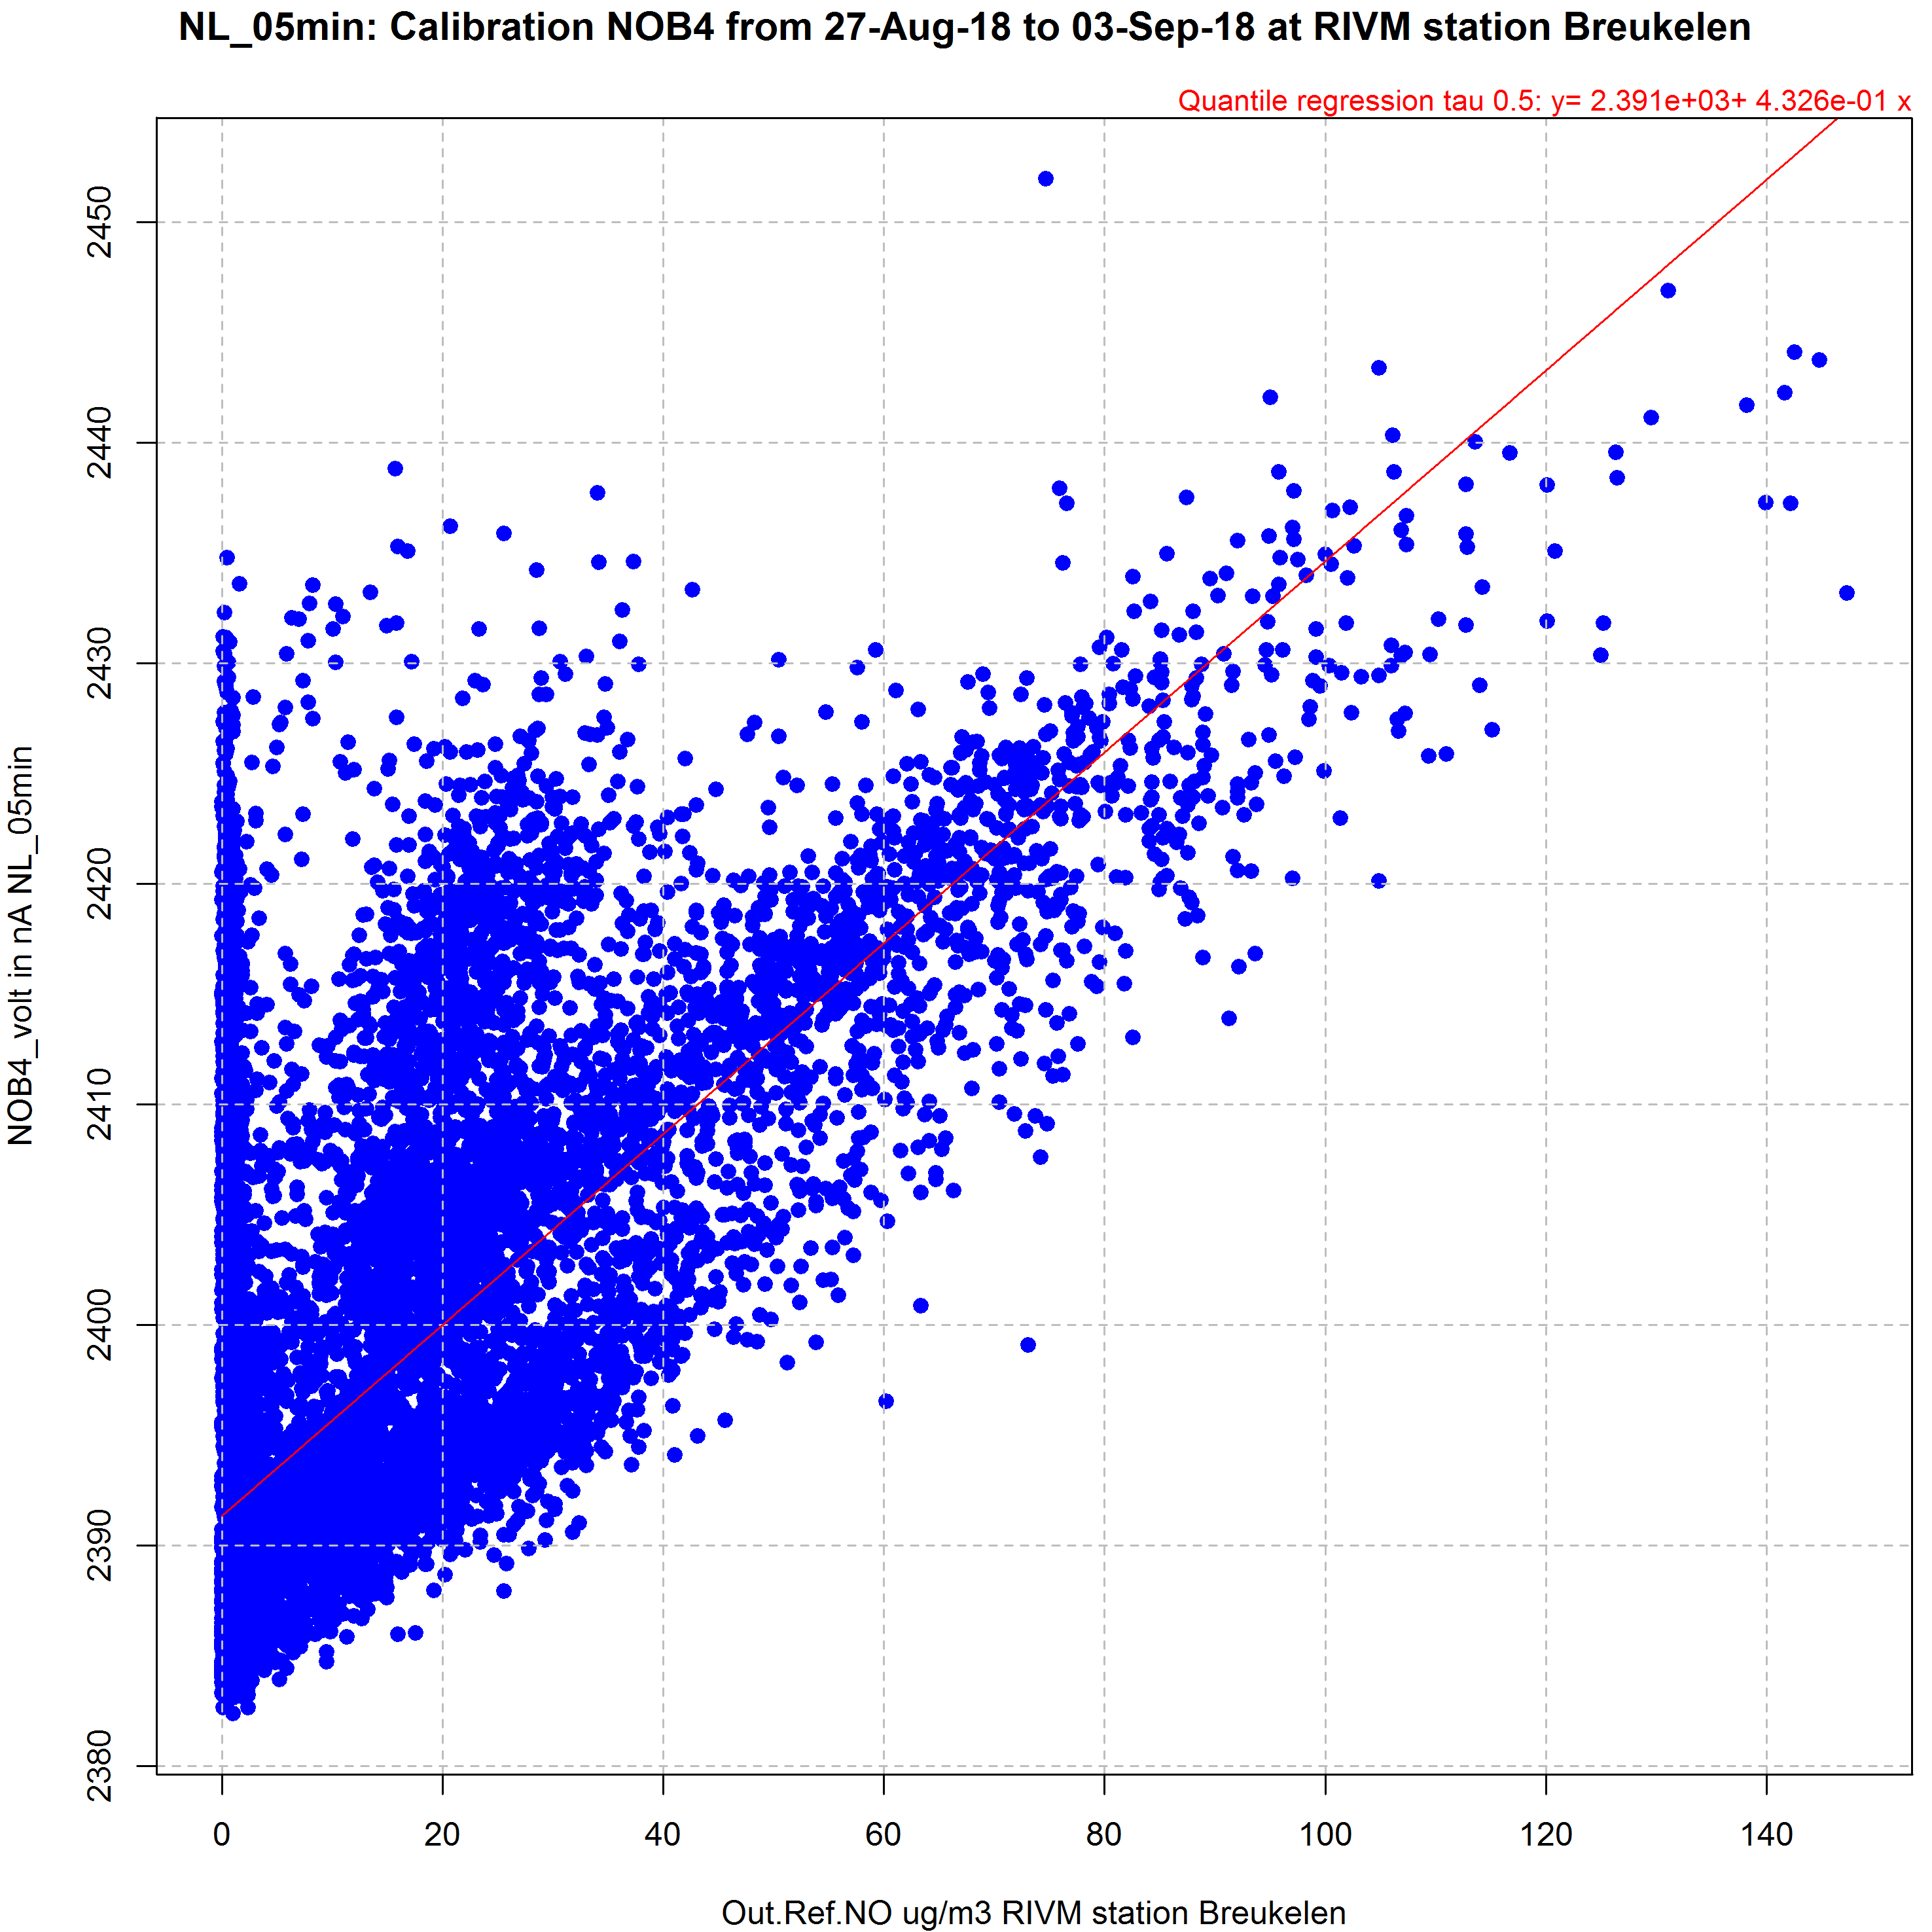 NL_05min: Calibration NOB4 from 27-Aug-18 to 03-Sep-18 at RIVM station Breukelen
Quantile regression tau 0.5: y= 2.391e+03+ 4.326e-01 x
NOB4_volt in nA NL_05min
2450
2440
2430
2420
2410
2400
2390
2380
0 20 40 60 80 100 120 140
Out.Ref.NO ug/m3 RIVM station Breukelen